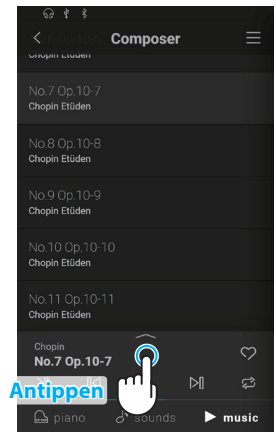 Composer
Chopin Etüden
No.7 Op.10-7
Chopin Etüden
No.8 Op.10-8
Chopin Etüden
No.9 Op.10-9
Chopin Etüden
No.10 Op.10-10
Chopin Etüden
No.11 Op.10-11
Chopin Etüden
Chopin
No.7 Op.10-7
Antippen
piano sounds music